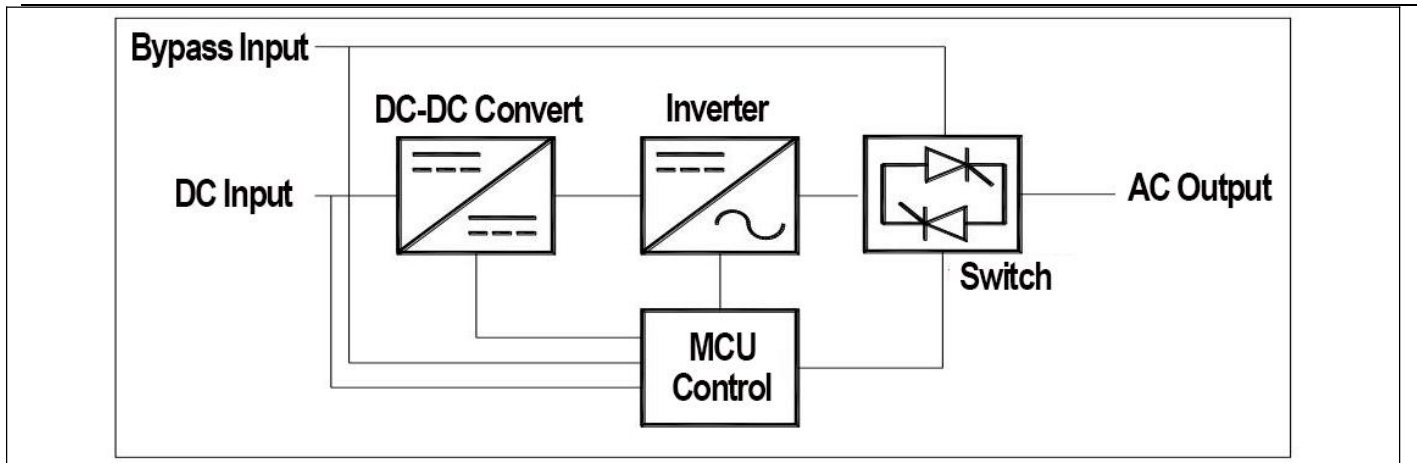 Bypass Input
DC-DC Convert
Inverter
DC Input
AC Output
Switch
MCU
Control